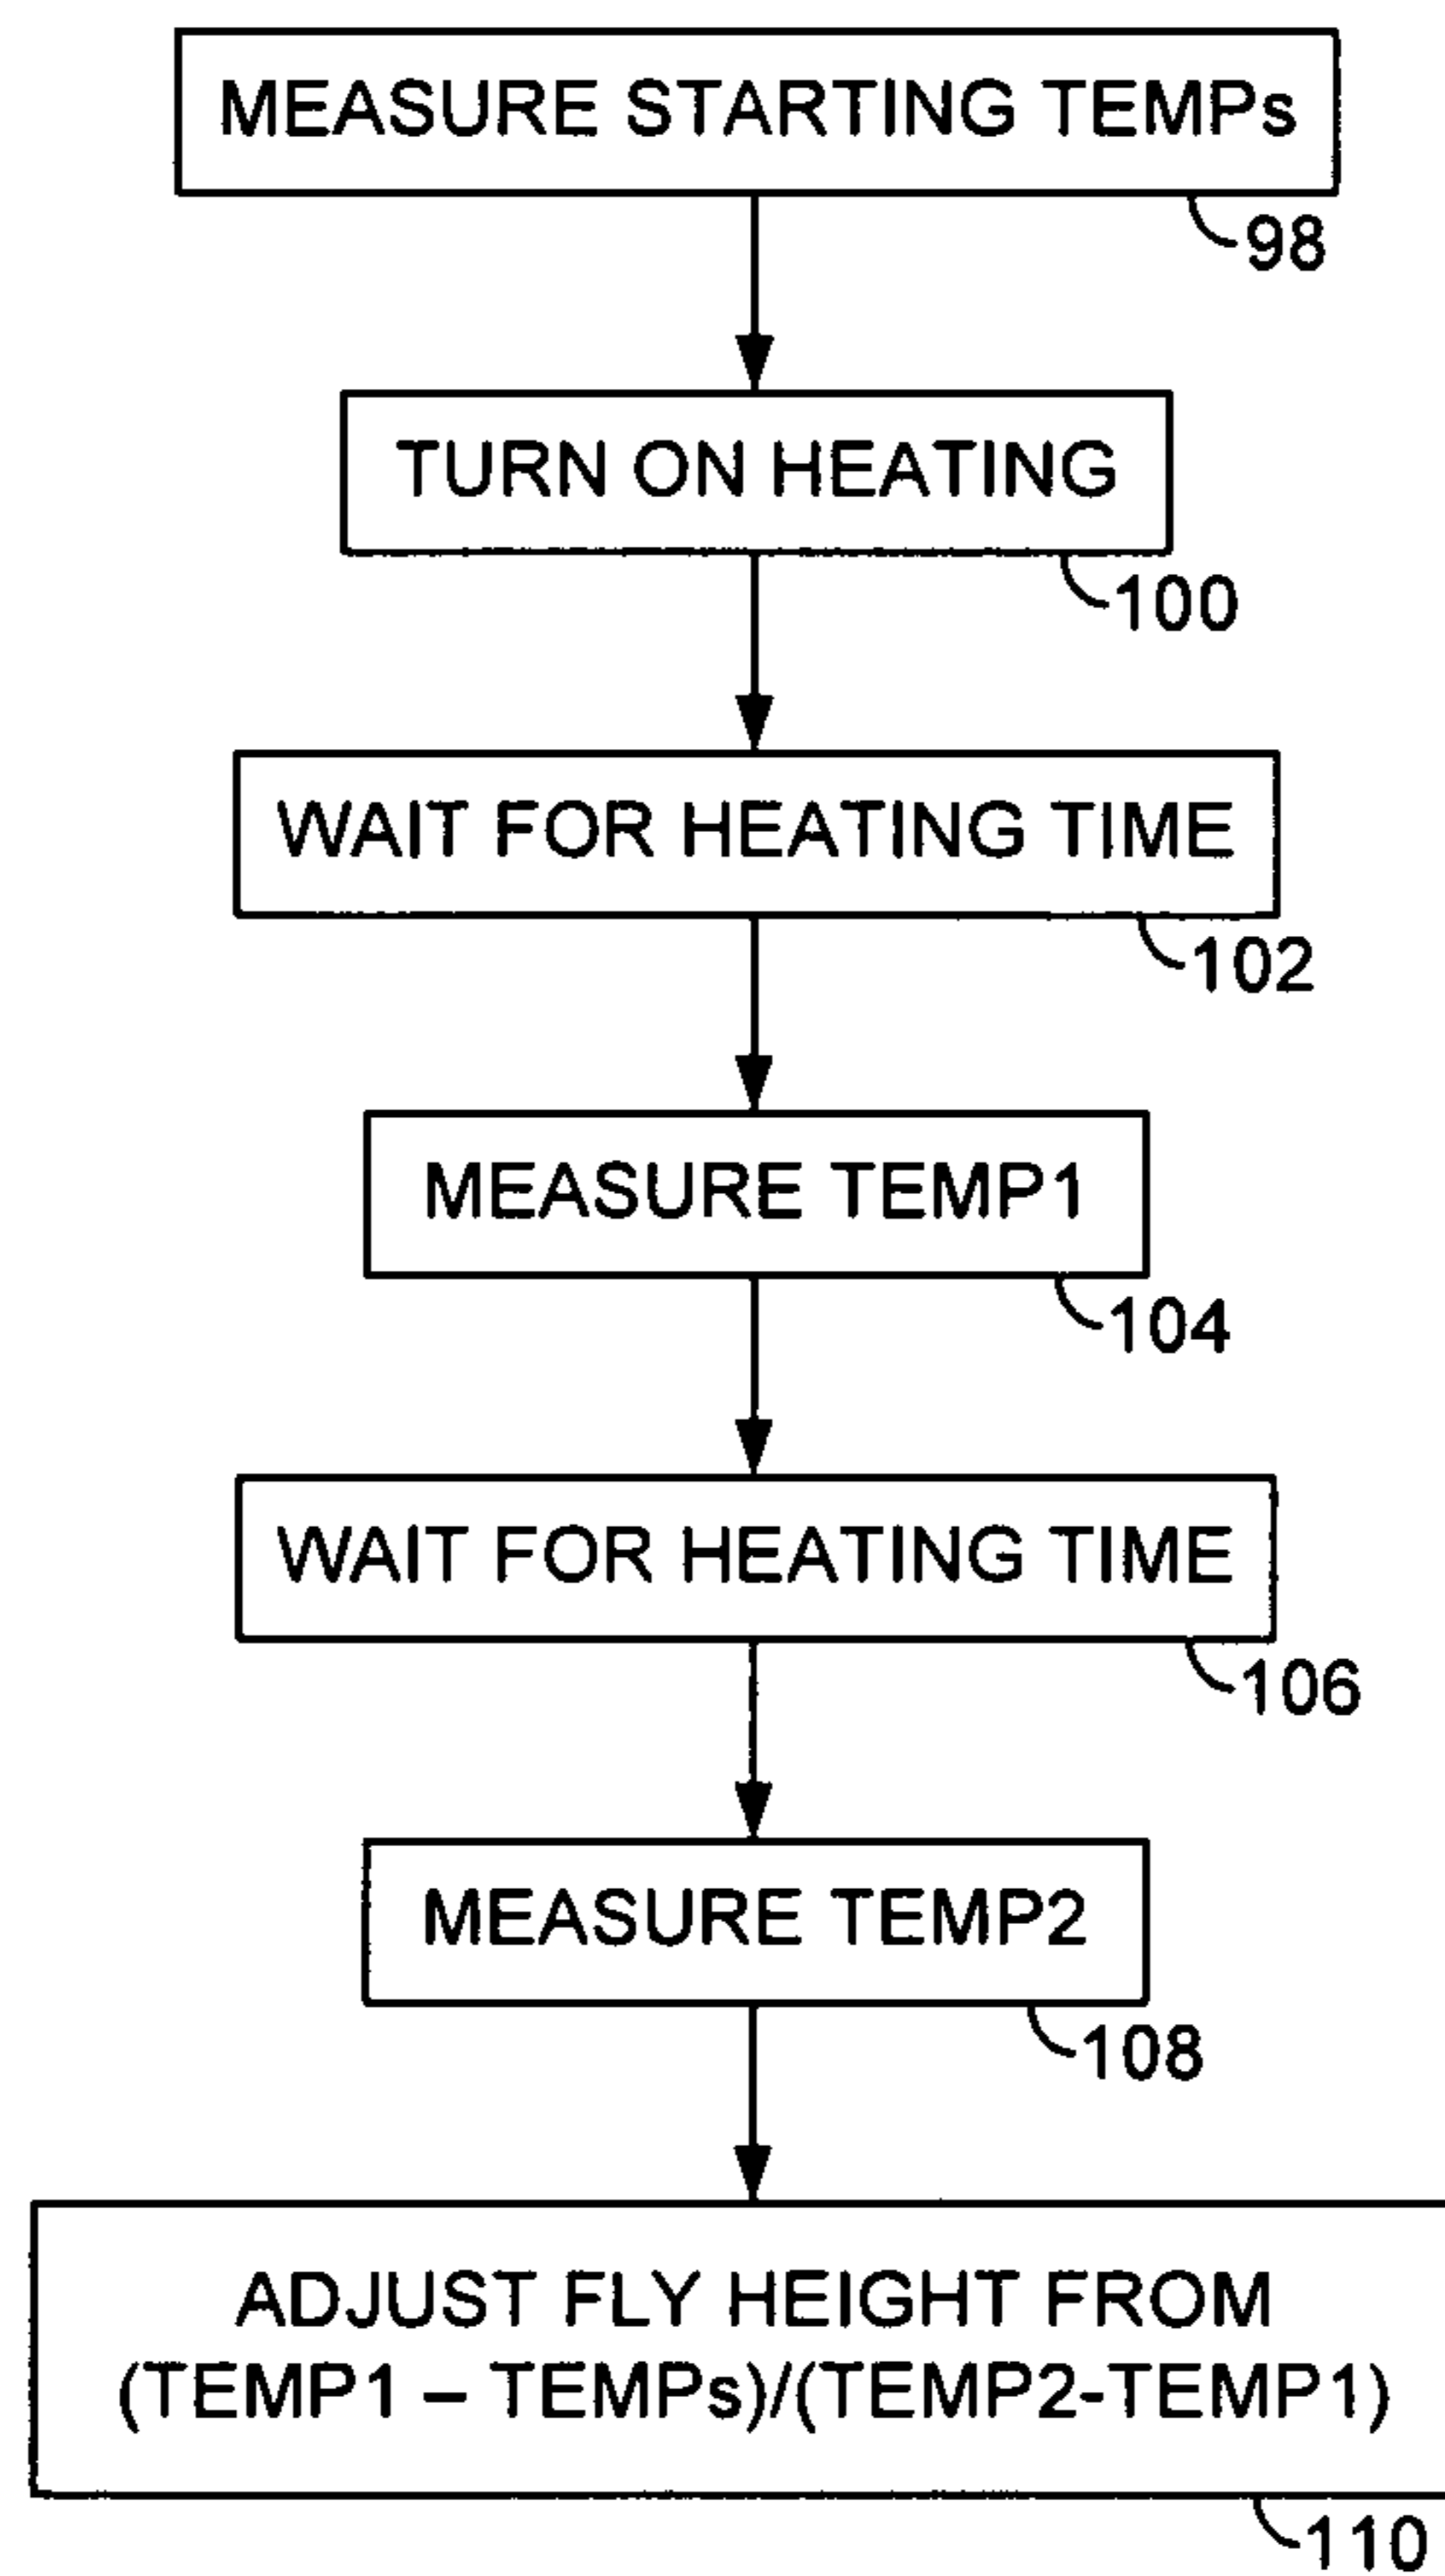 MEASURE STARTING TEMPs
98
TURN ON HEATING
100
WAIT FOR HEATING TIME
102
MEASURE TEMP1
104
WAIT FOR HEATING TIME
106
MEASURE TEMP2
108
ADJUST FLY HEIGHT FROM
(TEMP1 – TEMPs)/(TEMP2-TEMP1)
110